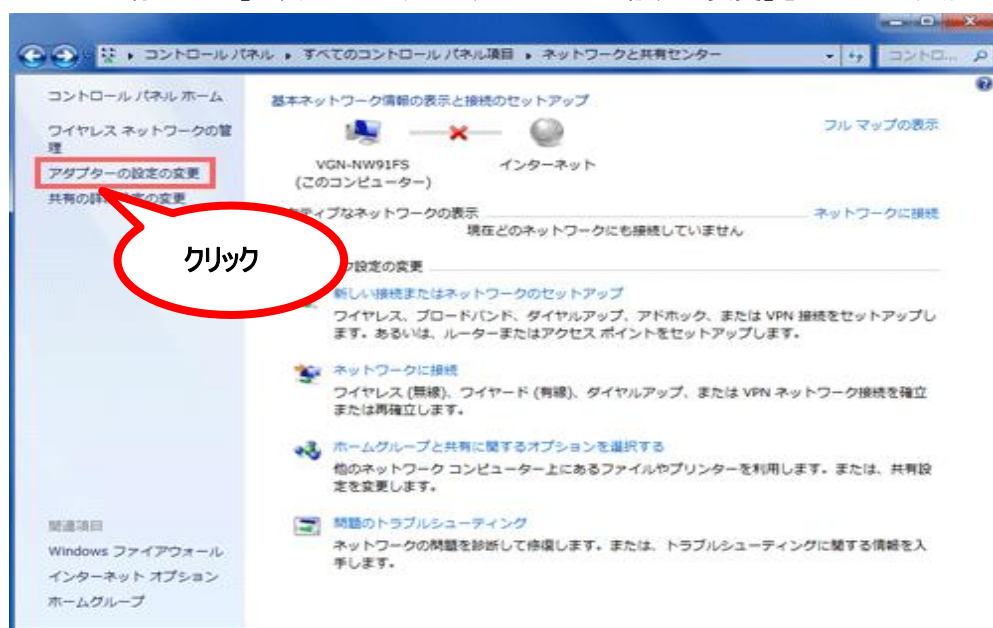 コントロール パネル ▸ すべてのコントロール パネル項目 ▸ ネットワークと共有センター
コントロ...
コントロール パネル ホーム
ワイヤレス ネットワークの管
理
アダプターの設定の変更
共有の詳 の変更
クリック
基本ネットワーク情報の表示と接続のセットアップ
フル マップの表示
VGN-NW91FS
(このコンピューター)
インターネット
ティブなネットワークの表示
ネットワークに接続
現在どのネットワークにも接続していません
設定の変更
新しい接続またはネットワークのセットアップ
ワイヤレス、ブロードバンド、ダイヤルアップ、アドホック、または VPN 接続をセットアップし
ます。あるいは、ルーターまたはアクセス ポイントをセットアップします。
ネットワークに接続
ワイヤレス (無線)、ワイヤード (有線)、ダイヤルアップ、または VPN ネットワーク接続を確立
または再確立します。
ホームグループと共有に関するオプションを選択する
他のネットワーク コンピューター上にあるファイルやプリンターを利用します。または、共有設
定を変更します。
問題のトラブルシューティング
ネットワークの問題を診断して修復します。または、トラブルシューティングに関する情報を入
手します。
関連項目
Windows ファイアウォール
インターネット オプション
ホームグループ